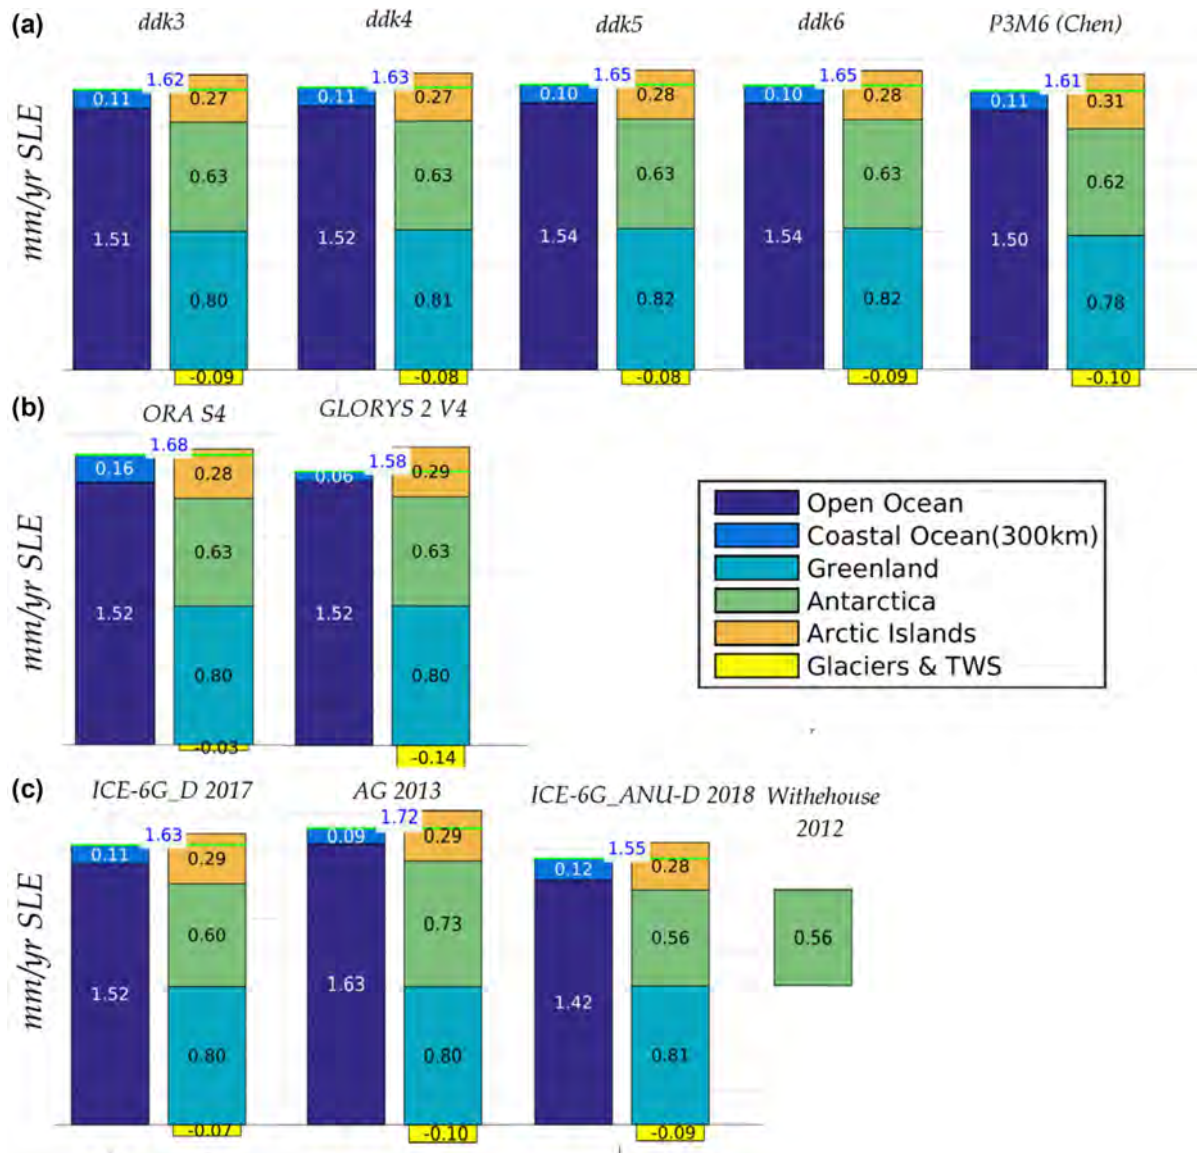 (a)
ddk3 ddk4 ddk5 ddk6 P3M6 (Chen)
mm/yr SLE
1.62 1.63 1.65 1.65 1.61
0.11 0.27 0.11 0.27 0.10 0.28 0.10 0.28 0.11 0.31
0.63 0.63 0.63 0.63 0.62
1.51 1.52 1.54 1.54 1.50
0.80 0.81 0.82 0.82 0.78
-0.09 -0.08 -0.08 -0.09 -0.10
(b)
ORA S4 GLORYS 2 V4
mm/yr SLE
1.68 1.58
0.16 0.28 0.06 0.29
0.63 0.63
1.52 1.52
0.80 0.80
-0.03 -0.14
Open Ocean
Coastal Ocean(300km)
Greenland
Antarctica
Arctic Islands
Glaciers & TWS
(c)
ICE-6G_D 2017 AG 2013 ICE-6G_ANU-D 2018 Withehouse
2012
mm/yr SLE
1.63 1.72 1.55
0.11 0.29 0.09 0.29 0.12 0.28
0.60 0.73 0.56 0.56
1.52 1.63 1.42
0.80 0.80 0.81
-0.07 -0.10 -0.09